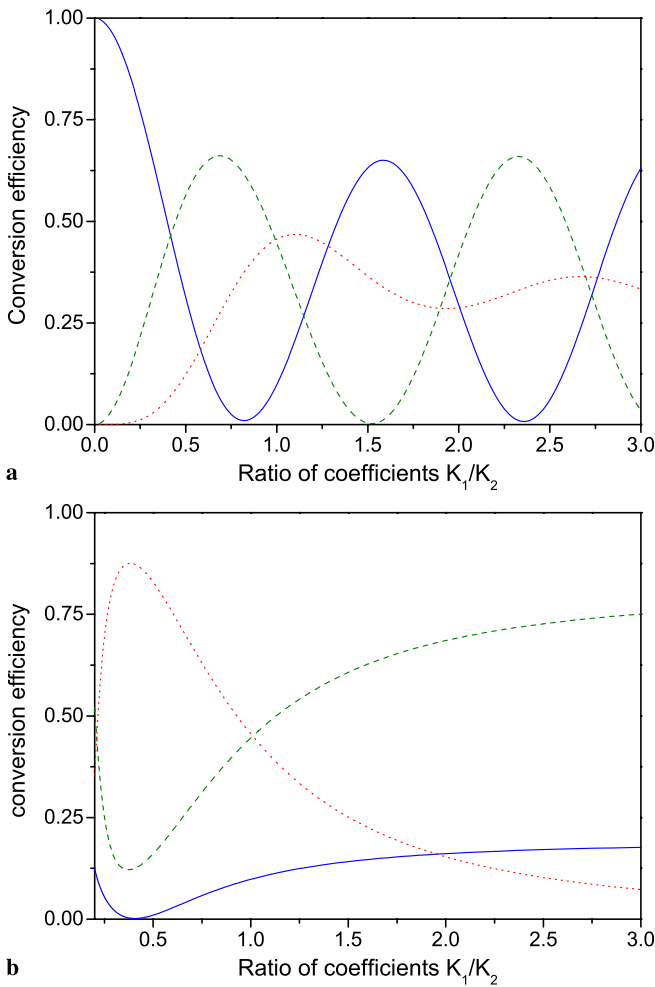 1.00
0.75
0.50
0.25
0.00
Conversion efficiency
0.0 0.5 1.0 1.5 2.0 2.5 3.0
Ratio of coefficients K1/K2
a
1.00
0.75
0.50
0.25
0.00
conversion efficiency
0.5 1.0 1.5 2.0 2.5 3.0
Ratio of coefficients K1/K2
b